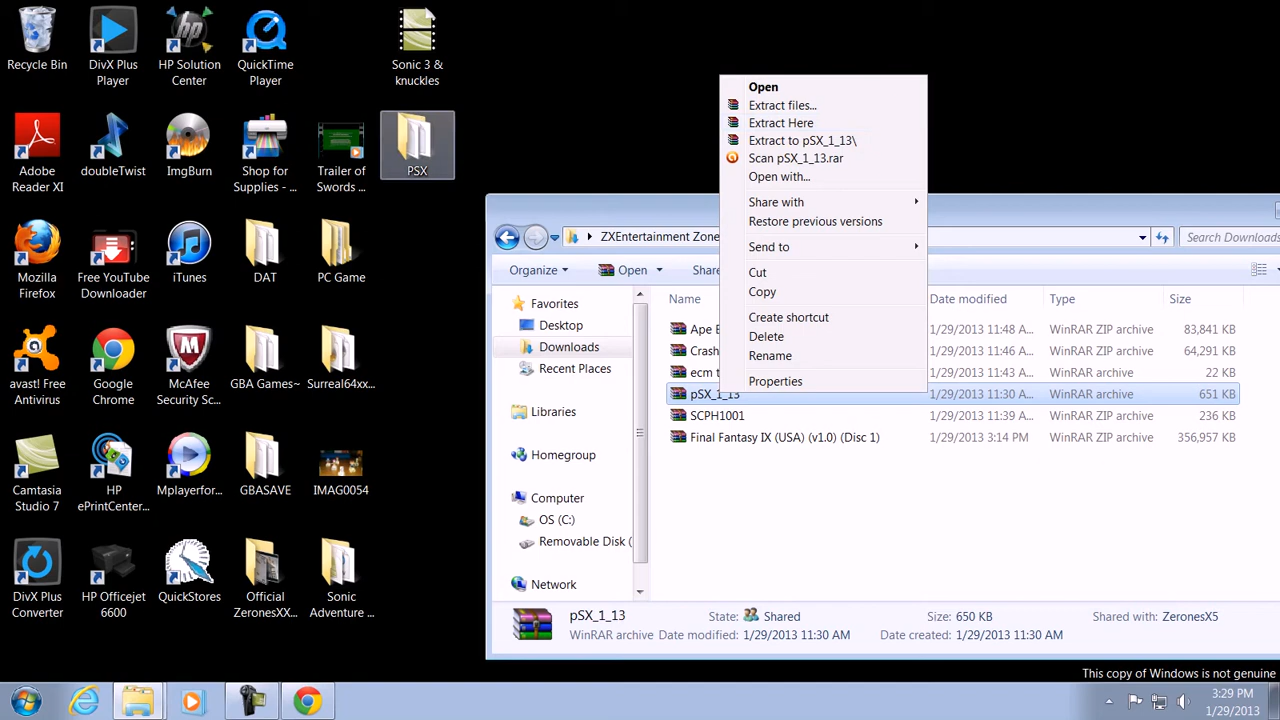 Recycle Bin
DivX Plus
Player
HP Solution
Center
QuickTime
Player
Sonic 3 &
knuckles
Adobe
Reader XI
doubleTwist
ImgBurn
Shop for
Supplies - ...
Trailer of
Swords ...
PSX
Mozilla
Firefox
Free YouTube
Downloader
iTunes
DAT
PC Game
avast! Free
Antivirus
Google
Chrome
McAfee
Security Sc...
GBA Games~
Surreal64xx...
Camtasia
Studio 7
HP
ePrintCenter...
Mplayerfor...
GBASAVE
IMAG0054
DivX Plus
Converter
HP Officejet
6600
QuickStores
Official
ZeronesXX...
Sonic
Adventure ...
Open
Extract files...
Extract Here
Extract to pSX_1_13\
Scan pSX_1_13.rar
Open with...
Share with
Restore previous versions
Send to
Cut
Copy
Create shortcut
Delete
Rename
Properties
ZXEntertainment Zone
Search Downloads
Organize
Open
Share
Favorites
Desktop
Downloads
Recent Places
Libraries
Homegroup
Computer
OS (C:)
Removable Disk (
Network
Name Date modified Type Size
Ape E 1/29/2013 11:48 A... WinRAR ZIP archive 83,841 KB
Crash 1/29/2013 11:46 A... WinRAR ZIP archive 64,291 KB
ecm t 1/29/2013 11:43 A... WinRAR archive 22 KB
pSX_1_13 1/29/2013 11:30 A... WinRAR archive 651 KB
SCPH1001 1/29/2013 11:39 A... WinRAR ZIP archive 236 KB
Final Fantasy IX (USA) (v1.0) (Disc 1) 1/29/2013 3:14 PM WinRAR ZIP archive 356,957 KB
pSX_1_13 State: Shared Size: 650 KB Shared with: ZeronesX5
WinRAR archive Date modified: 1/29/2013 11:30 AM Date created: 1/29/2013 11:30 AM
This copy of Windows is not genuine
3:29 PM
1/29/2013